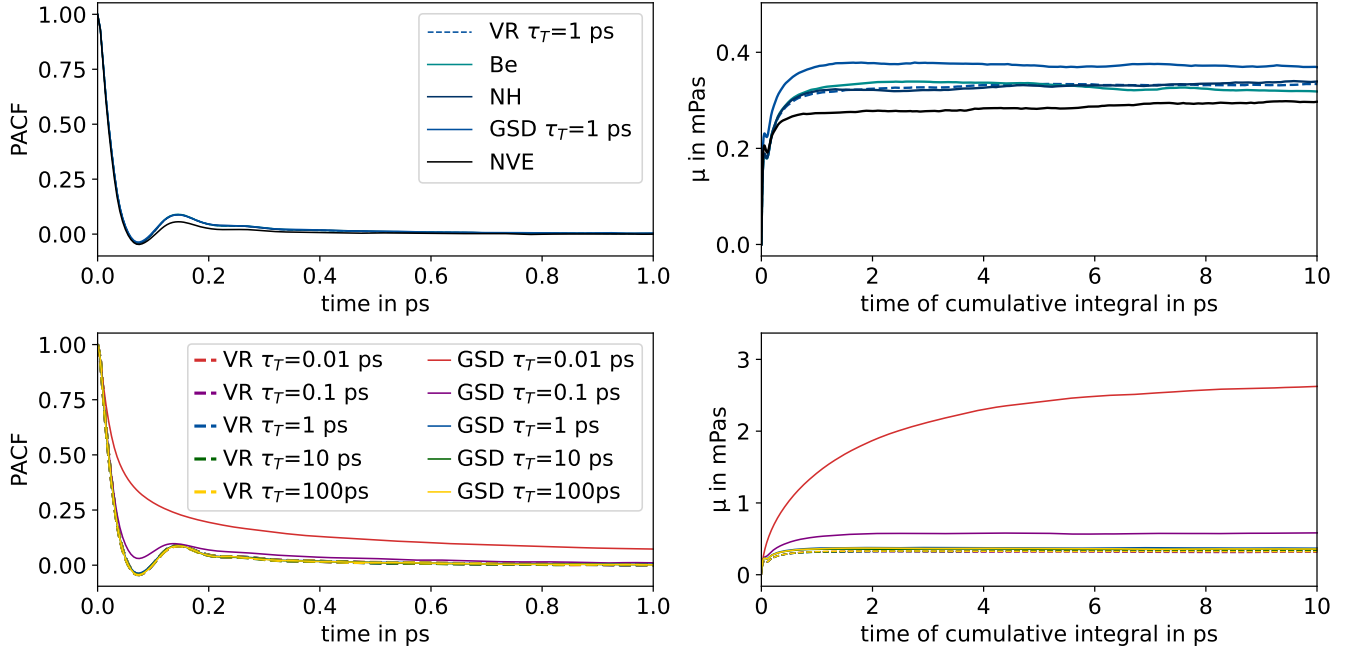 1.00
0.75
0.50
0.25
0.00
PACF
0.0 0.2 0.4 0.6 0.8 1.0
time in ps
VR τT=1 ps
Be
NH
GSD τT=1 ps
NVE
0.4
0.2
0.0
μ in mPas
0 2 4 6 8 10
time of cumulative integral in ps
1.00
0.75
0.50
0.25
0.00
PACF
0.0 0.2 0.4 0.6 0.8 1.0
time in ps
VR τT=0.01 ps GSD τT=0.01 ps
VR τT=0.1 ps GSD τT=0.1 ps
VR τT=1 ps GSD τT=1 ps
VR τT=10 ps GSD τT=10 ps
VR τT=100ps GSD τT=100ps
3
2
1
0
μ in mPas
0 2 4 6 8 10
time of cumulative integral in ps